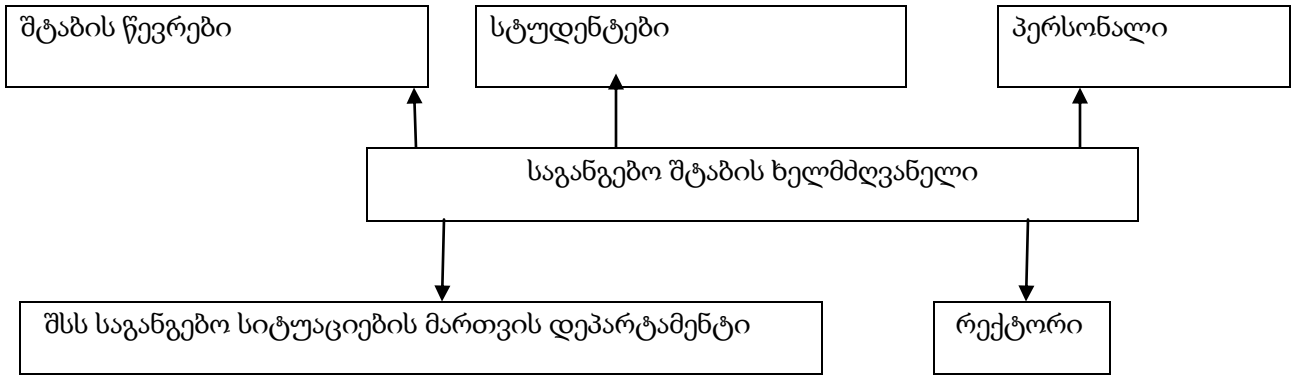 შტაბის წევრები
სტუდენტები
პერსონალი
საგანგებო შტაბის ხელმძღვანელი
შსს საგანგებო სიტუაციების მართვის დეპარტამენტი
რექტორი